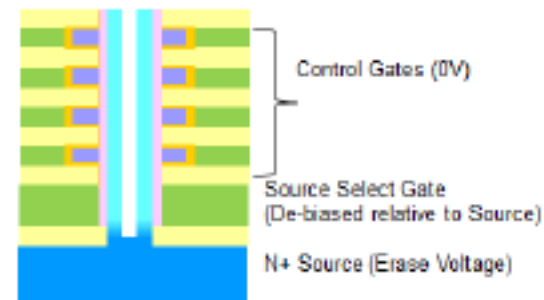 Control Gates (0V)
Source Select Gate
(De-biased relative to Source)
N+ Source (Erase Voltage)